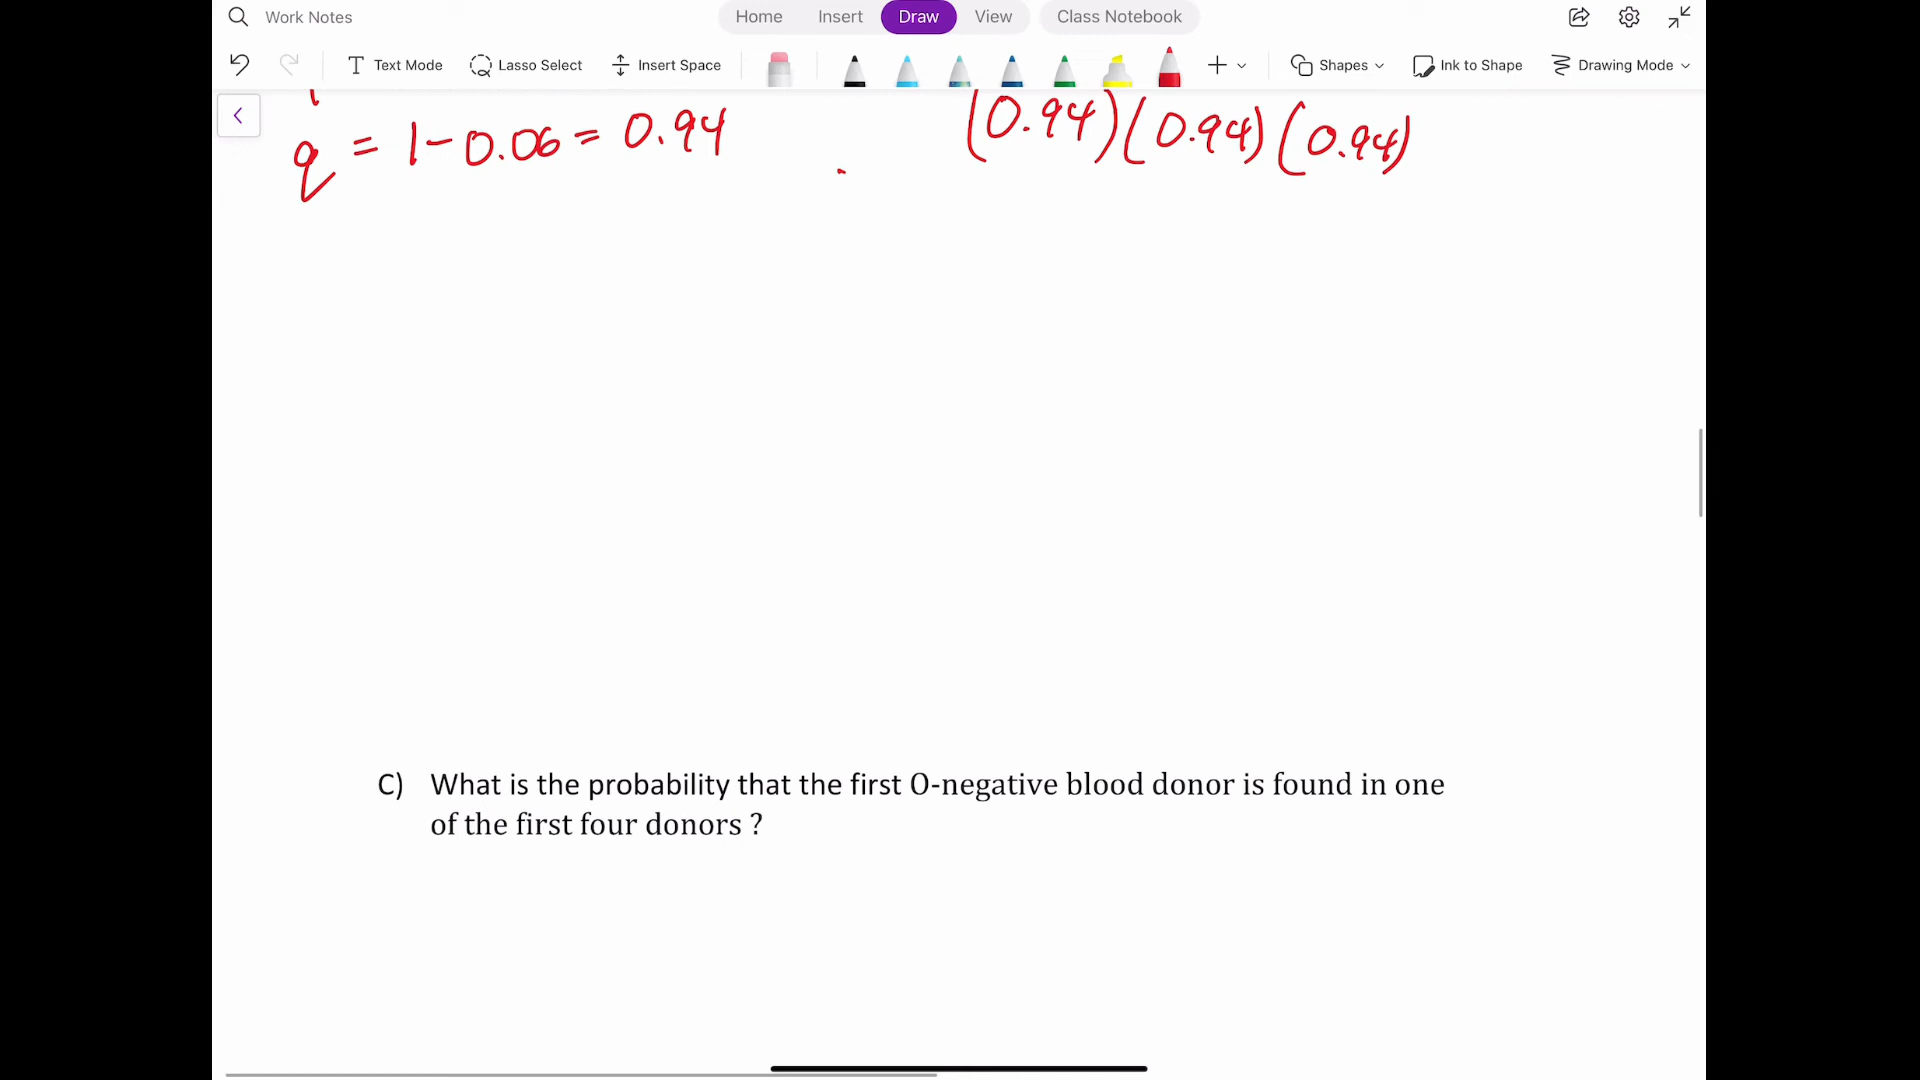 Work Notes
Home Insert Draw View Class Notebook
Text Mode Lasso Select Insert Space Shapes Ink to Shape Drawing Mode
(0.94)(0.94)(0.94)
q = 1-0.06 = 0.94
C) What is the probability that the first O-negative blood donor is found in one
of the first four donors ?